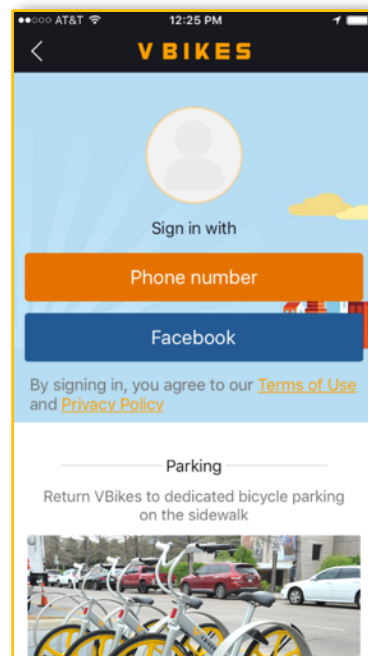 ●●○○○ AT&T 12:25 PM
V BIKES
Sign in with
Phone number
Facebook
By signing in, you agree to our Terms of Use
and Privacy Policy
Parking
Return VBikes to dedicated bicycle parking
on the sidewalk